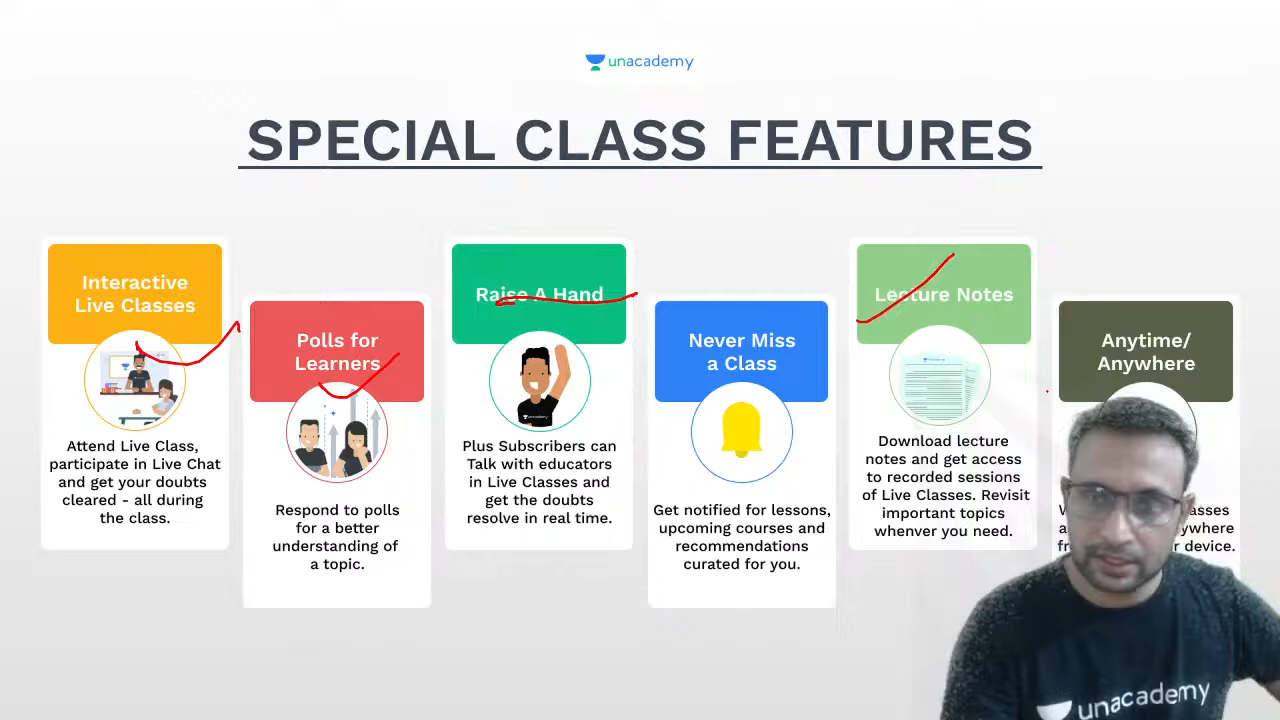 unacademy
SPECIAL CLASS FEATURES
Interactive
Live Classes
Attend Live Class,
participate in Live Chat
and get your doubts
cleared - all during
the class.
Polls for
Learners
Respond to polls
for a better
understanding of
a topic.
Raise A Hand
unacademy
Plus Subscribers can
Talk with educators
in Live Classes and
get the doubts
resolve in real time.
Never Miss
a Class
Get notified for lessons,
upcoming courses and
recommendations
curated for you.
Lecture Notes
unacademy
Download lecture
notes and get access
to recorded sessions
of Live Classes. Revisit
important topics
whenver you need.
Anytime/
Anywhere
device.
unacademy